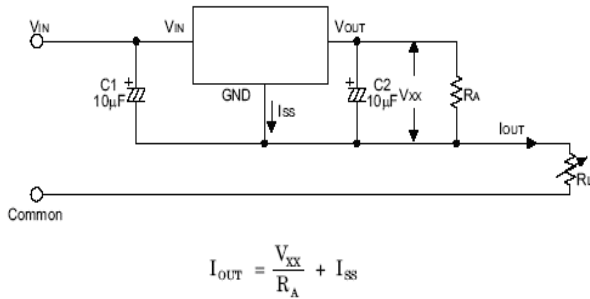 VIN
VIN
VOUT
C1
10µF
+
GND
ISS
+
C2
10µF
VXX
RA
IOUT
RL
Common
IOUT = VXX / RA + ISS